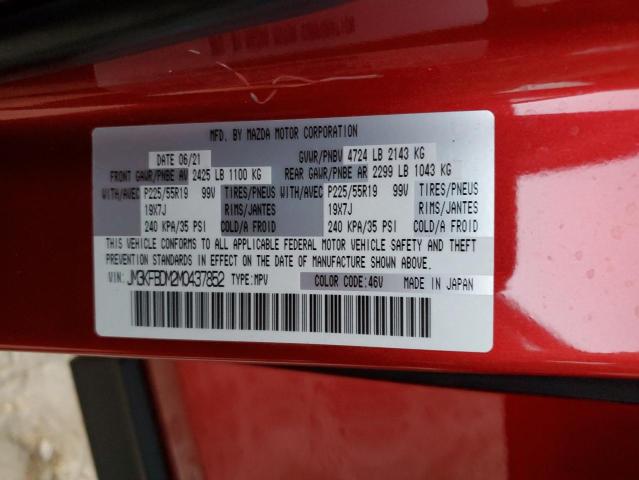 MFD. BY MAZDA MOTOR CORPORATION
DATE 06/21 GVWR/PNBV 4724 LB 2143 KG
FRONT GAWR/PNBE AV 2425 LB 1100 KG REAR GAWR/PNBE AR 2299 LB 1043 KG
WITH/AVEC P225/55R19 99V TIRES/PNEUS WITH/AVEC P225/55R19 99V TIRES/PNEUS
19X7J RIMS/JANTES 19X7J RIMS/JANTES
240 KPA/35 PSI COLD/A FROID 240 KPA/35 PSI COLD/A FROID
THIS VEHICLE CONFORMS TO ALL APPLICABLE FEDERAL MOTOR VEHICLE SAFETY AND THEFT
PREVENTION STANDARDS IN EFFECT ON THE DATE OF MANUFACTURE SHOWN ABOVE.
VIN: JM3KFBDM2M0437852 TYPE:MPV COLOR CODE:46V MADE IN JAPAN